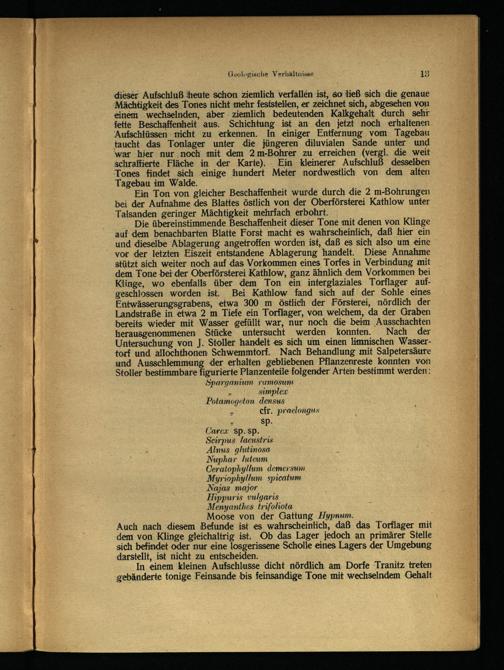 Geologische Verhältnisse 13
dieser Aufschluß heute schon ziemlich verfallen ist, so ließ sich die genaue
Mächtigkeit des Tones nicht mehr feststellen, er zeichnet sich, abgesehen von
einem wechselnden, aber ziemlich bedeutenden Kalkgehalt durch sehr
fette Beschaffenheit aus. Schichtung ist an den jetzt noch erhaltenen
Aufschlüssen nicht zu erkennen. In einiger Entfernung vom Tagebau
taucht das Tonlager unter die jüngeren diluvialen Sande unter und
war hier nur noch mit dem 2 m-Bohrer zu erreichen (vergl. die weit
schraffierte Fläche in der Karte). Ein kleinerer Aufschluß desselben
Tones findet sich einige hundert Meter nordwestlich von dem alten
Tagebau im Walde.
Ein Ton von gleicher Beschaffenheit wurde durch die 2 m-Bohrungen
bei der Aufnahme des Blattes östlich von der Oberförsterei Kathlow unter
Talsanden geringer Mächtigkeit mehrfach erbohrt.
Die übereinstimmende Beschaffenheit dieser Tone mit denen von Klinge
auf dem benachbarten Blatte Forst macht es wahrscheinlich, daß hier ein
und dieselbe Ablagerung angetroffen worden ist, daß es sich also um eine
vor der letzten Eiszeit entstandene Ablagerung handelt. Diese Annahme
stützt sich weiter noch auf das Vorkommen eines Torfes in Verbindung mit
dem Tone bei der Oberförsterei Kathlow, ganz ähnlich dem Vorkommen bei
Klinge, wo ebenfalls über dem Ton ein interglaziales Torflager auf-
geschlossen worden ist. Bei Kathlow fand sich auf der Sohle eines
Entwässerungsgrabens, etwa 300 m östlich der Försterei, nördlich der
Landstraße in etwa 2 m Tiefe ein Torflager, von welchem, da der Graben
bereits wieder mit Wasser gefüllt war, nur noch die beim Ausschachten
herausgenommenen Stücke untersucht werden konnten. Nach der
Untersuchung von J. Stoller handelt es sich um einen limnischen Wasser-
torf und allochthonen Schwemmtorf. Nach Behandlung mit Salpetersäure
und Ausschlemmung der erhalten gebliebenen Pflanzenreste konnten von
Stoller bestimmbare figurierte Planzenteile folgender Arten bestimmt werden:
Sparganium ramosum
„ simplex
Potamogeton densus
„ cfr. praelongus
„ sp.
Carex sp. sp.
Scirpus lacustris
Alnus glutinosa
Nuphar luteum
Ceratophyllum demersum
Myriophyllum spicatum
Najas major
Hippuris vulgaris
Menyanthes trifoliota
Moose von der Gattung Hypnum.
Auch nach diesem Befunde ist es wahrscheinlich, daß das Torflager mit
dem von Klinge gleichaltrig ist. Ob das Lager jedoch an primärer Stelle
sich befindet oder nur eine losgerissene Scholle eines Lagers der Umgebung
darstellt, ist nicht zu entscheiden.
In einem kleinen Aufschlusse dicht nördlich am Dorfe Tranitz treten
gebänderte tonige Feinsande bis feinsandige Tone mit wechselndem Gehalt